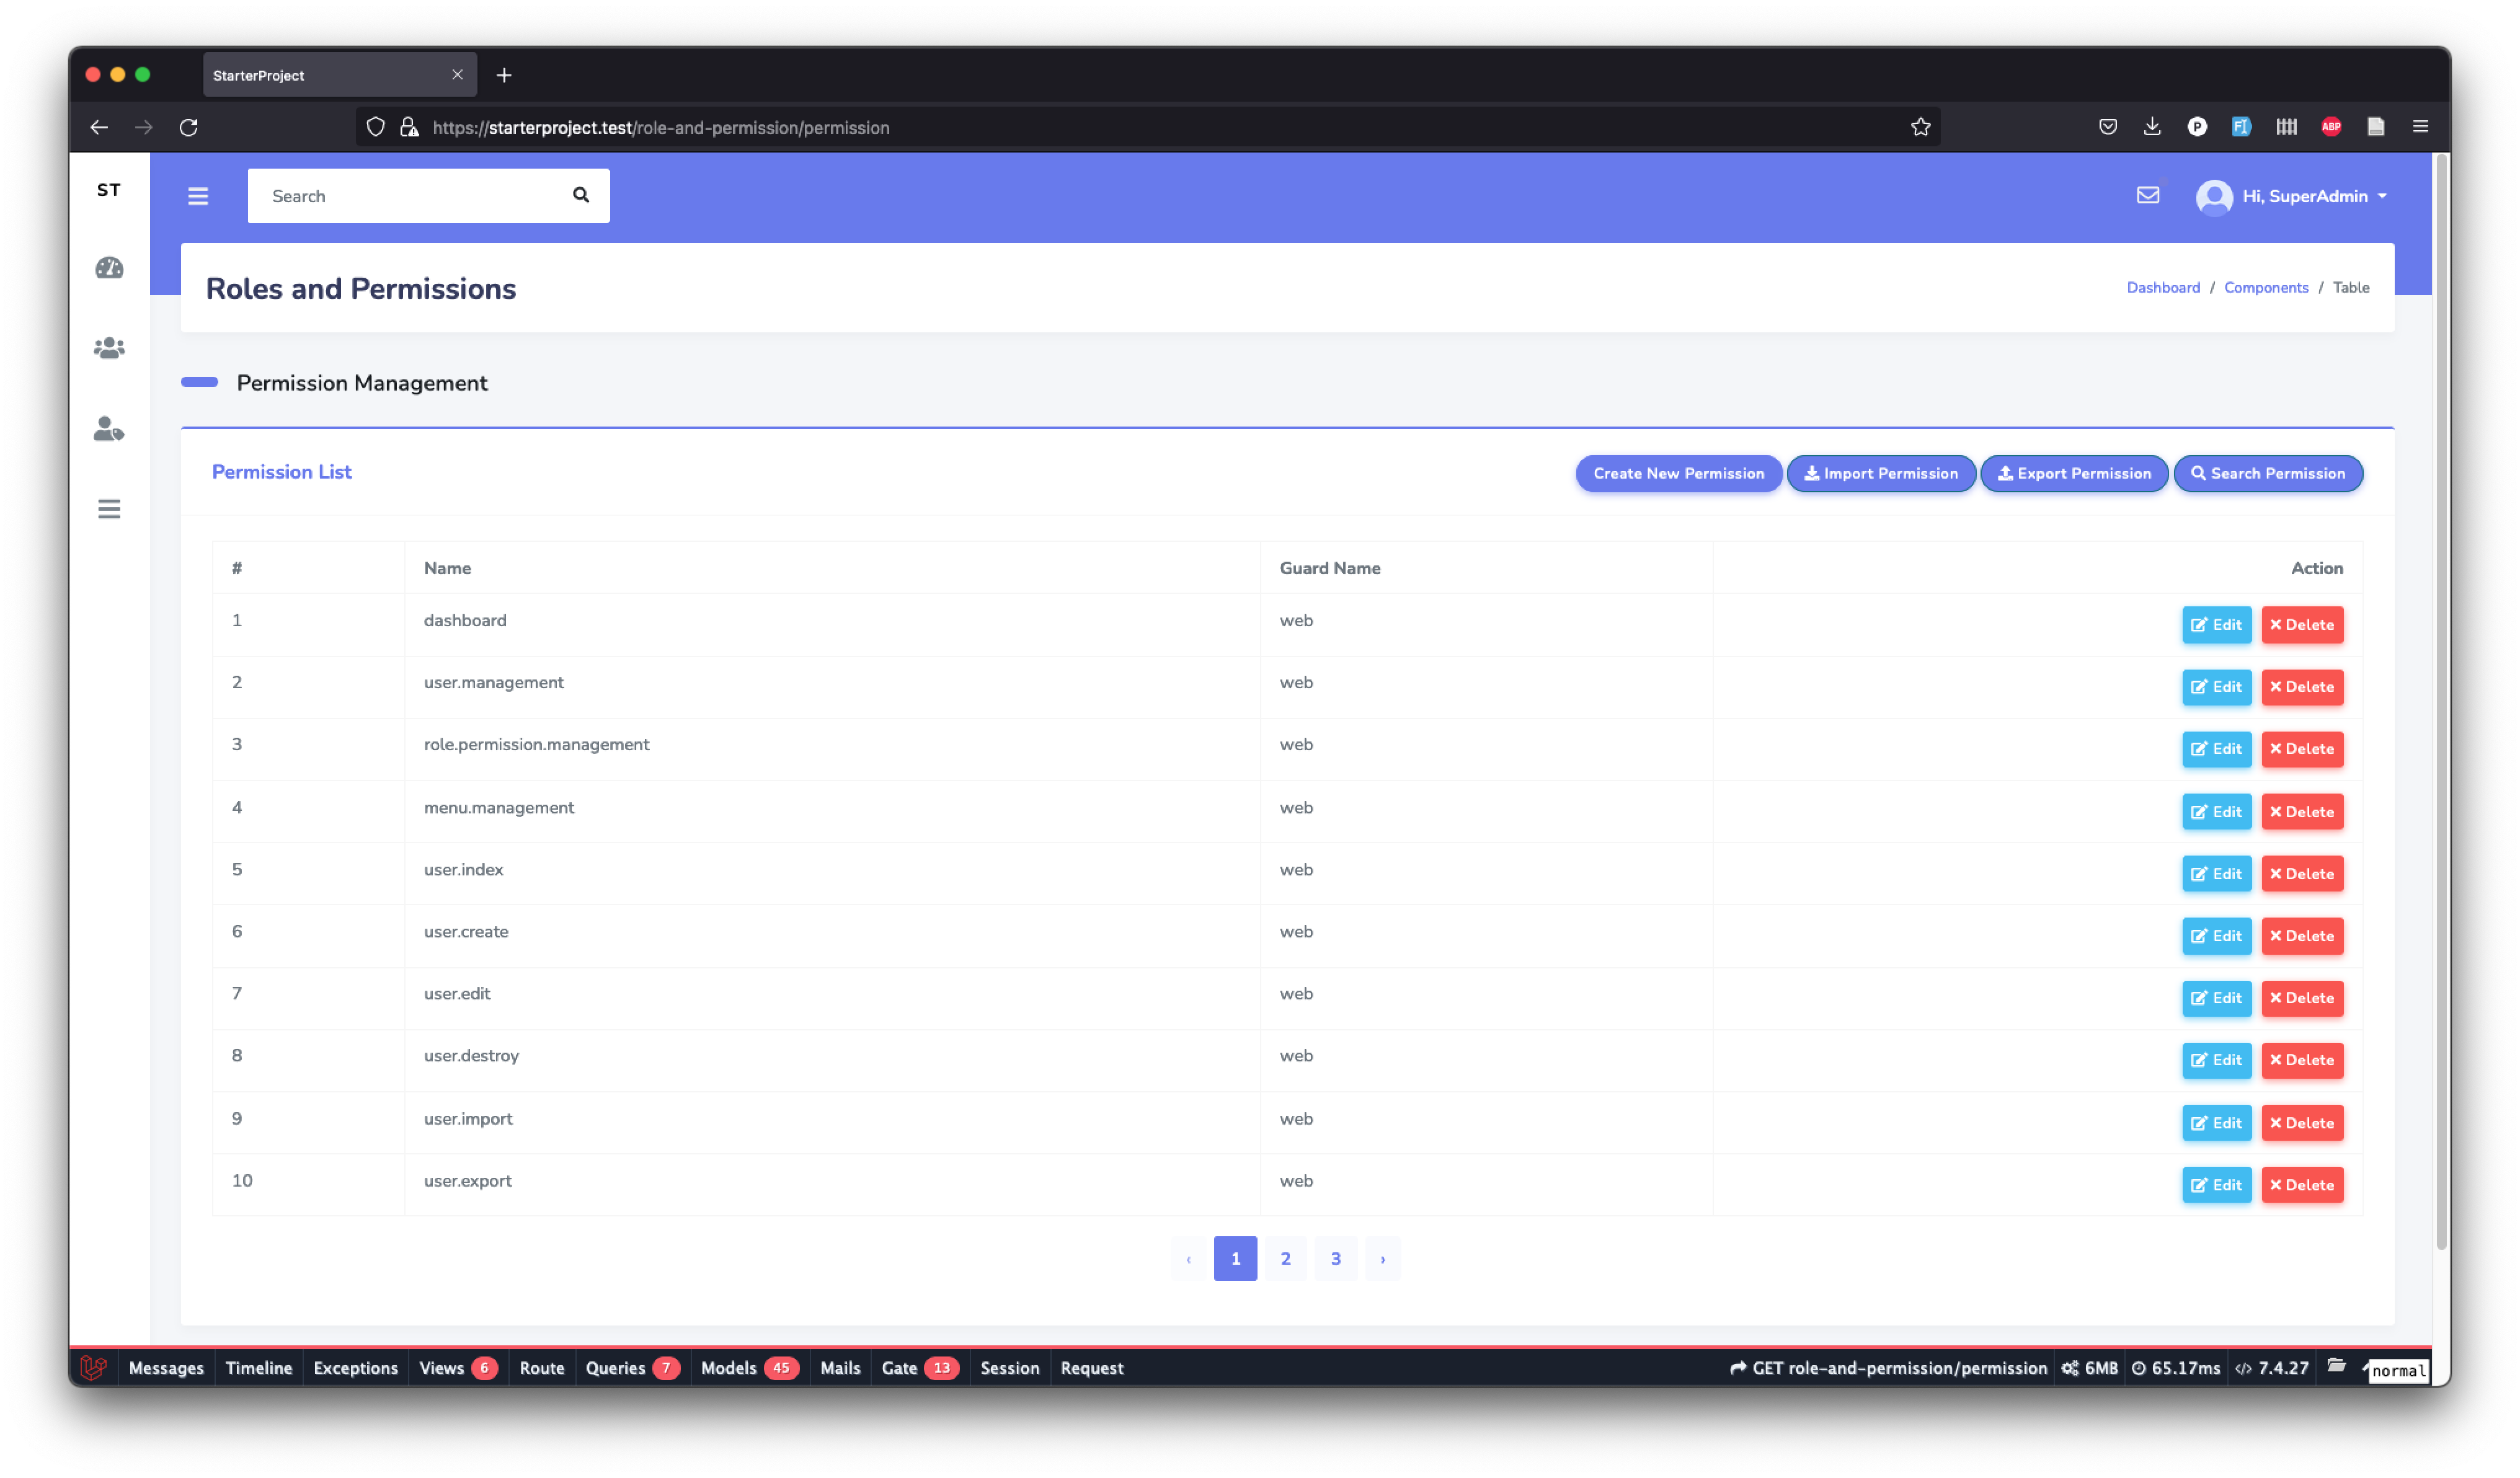 StarterProject
https://starterproject.test/role-and-permission/permission
P
FI
ABP
ST
Search
Hi, SuperAdmin
Roles and Permissions
Dashboard / Components / Table
Permission Management
Permission List
Create New Permission Import Permission Export Permission Search Permission
# Name Guard Name Action
1 dashboard web Edit Delete
2 user.management web Edit Delete
3 role.permission.management web Edit Delete
4 menu.management web Edit Delete
5 user.index web Edit Delete
6 user.create web Edit Delete
7 user.edit web Edit Delete
8 user.destroy web Edit Delete
9 user.import web Edit Delete
10 user.export web Edit Delete
‹ 1 2 3 ›
Messages Timeline Exceptions Views 6 Route Queries 7 Models 45 Mails Gate 13 Session Request GET role-and-permission/permission 6MB 65.17ms 7.4.27
normal